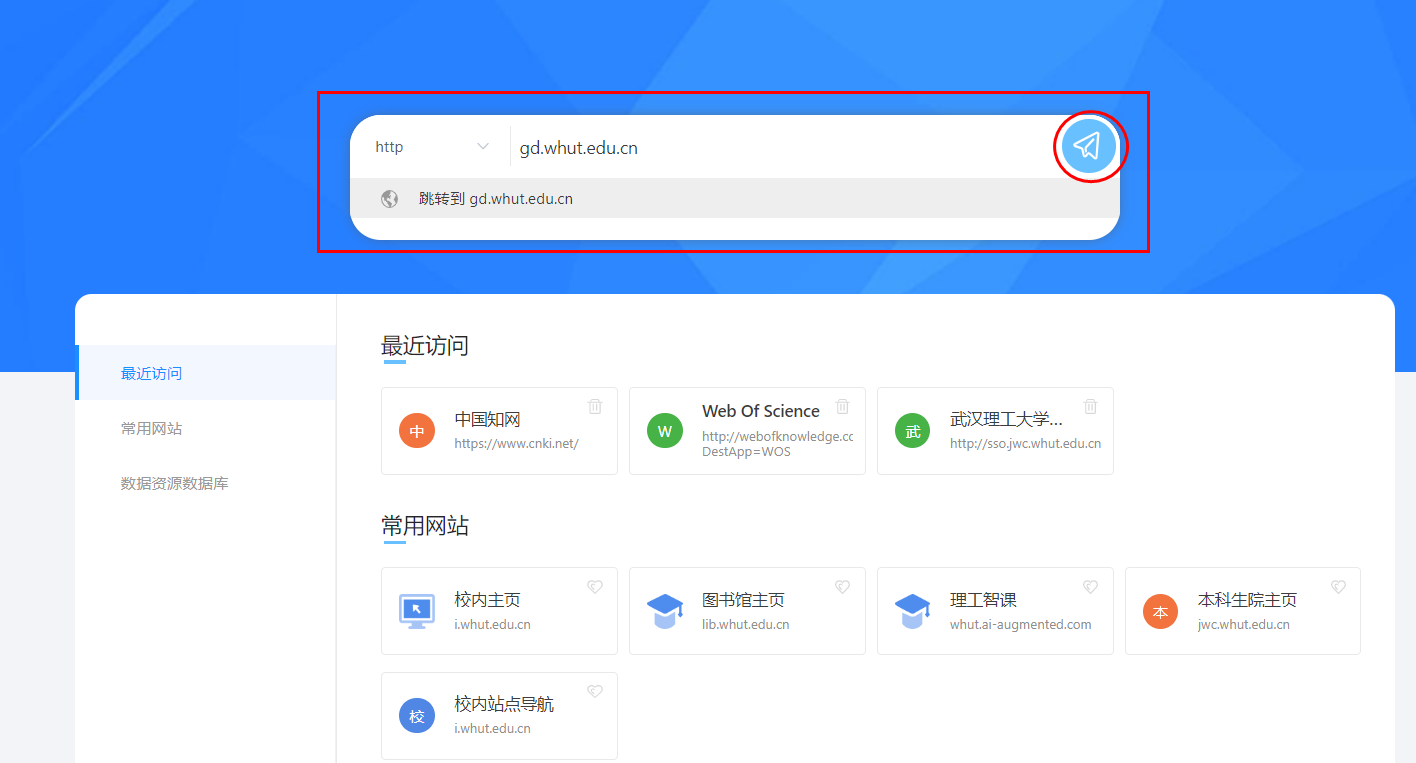 http
gd.whut.edu.cn
跳转到 gd.whut.edu.cn
最近访问
常用网站
数据资源数据库
最近访问
中
中国知网
https://www.cnki.net/
W
Web Of Science
http://webofknowledge.cc
DestApp=WOS
武
武汉理工大学...
http://sso.jwc.whut.edu.cn
常用网站
校内主页
i.whut.edu.cn
图书馆主页
lib.whut.edu.cn
理工智课
whut.ai-augmented.com
本
本科生院主页
jwc.whut.edu.cn
校
校内站点导航
i.whut.edu.cn